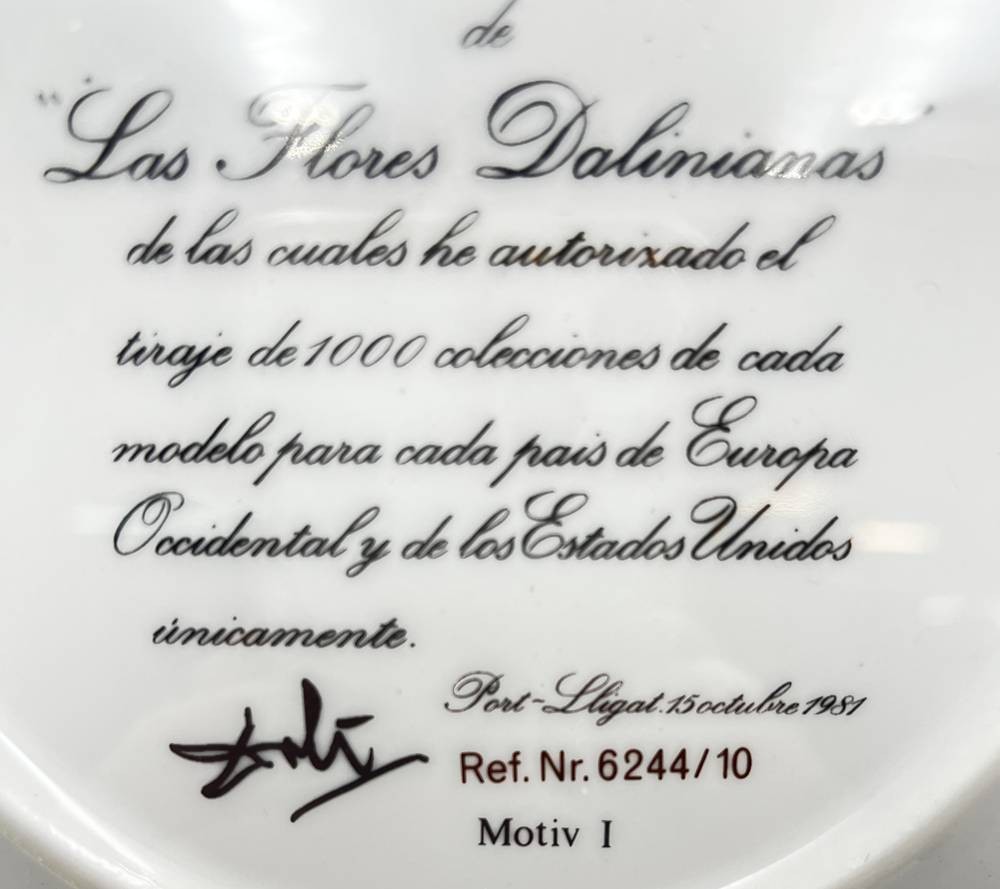 de
"Las Flores Dalinianas"
de las cuales he autorixado el
tiraje de 1000 colecciones de cada
modelo para cada pais de Europa
Occidental y de los Estados Unidos
únicamente.
Port-Lligat.15 octubre 1981
Dalí
Ref. Nr. 6244/10
Motiv I